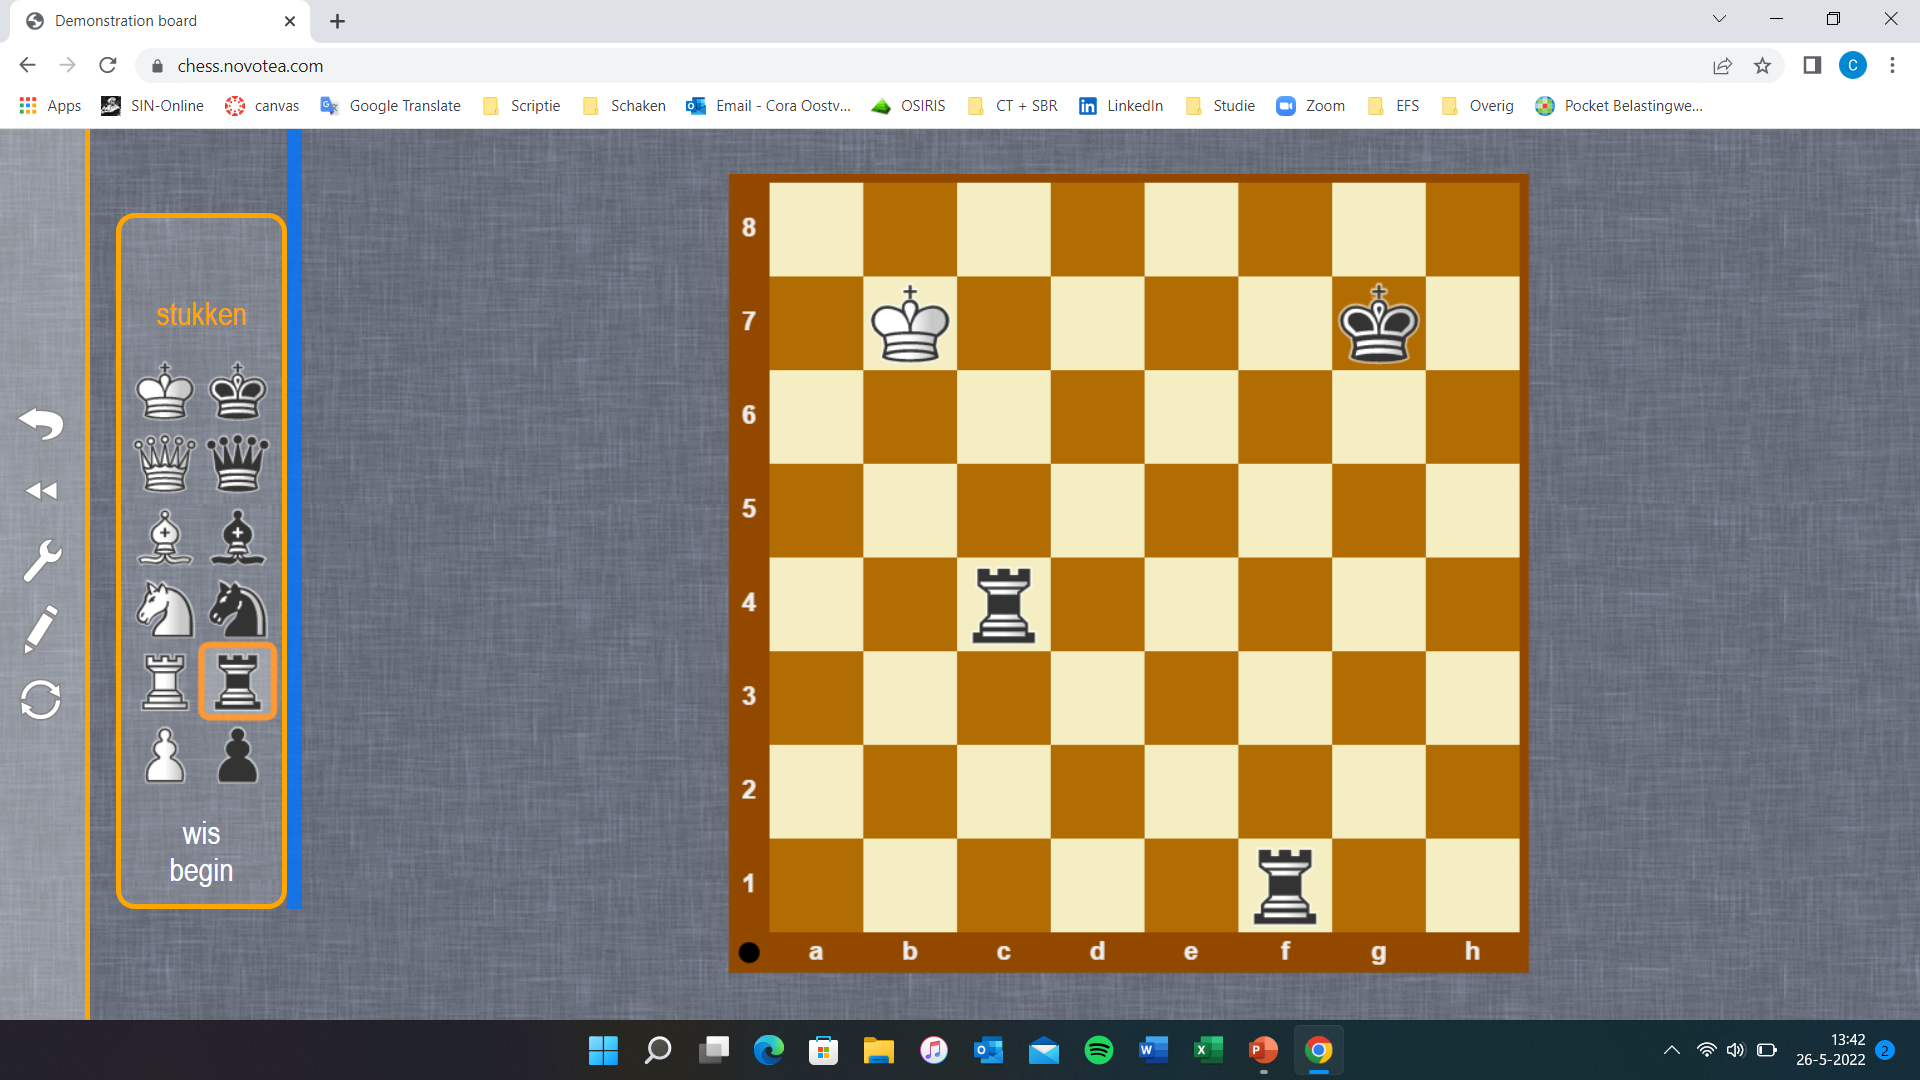 Demonstration board
chess.novotea.com
C
Apps SIN-Online canvas Google Translate Scriptie Schaken Email - Cora Oostv... OSIRIS CT + SBR LinkedIn Studie Zoom EFS Overig Pocket Belastingwe...
stukken
wis
begin
8
7
6
5
4
3
2
1
a b c d e f g h
13:42
26-5-2022
2